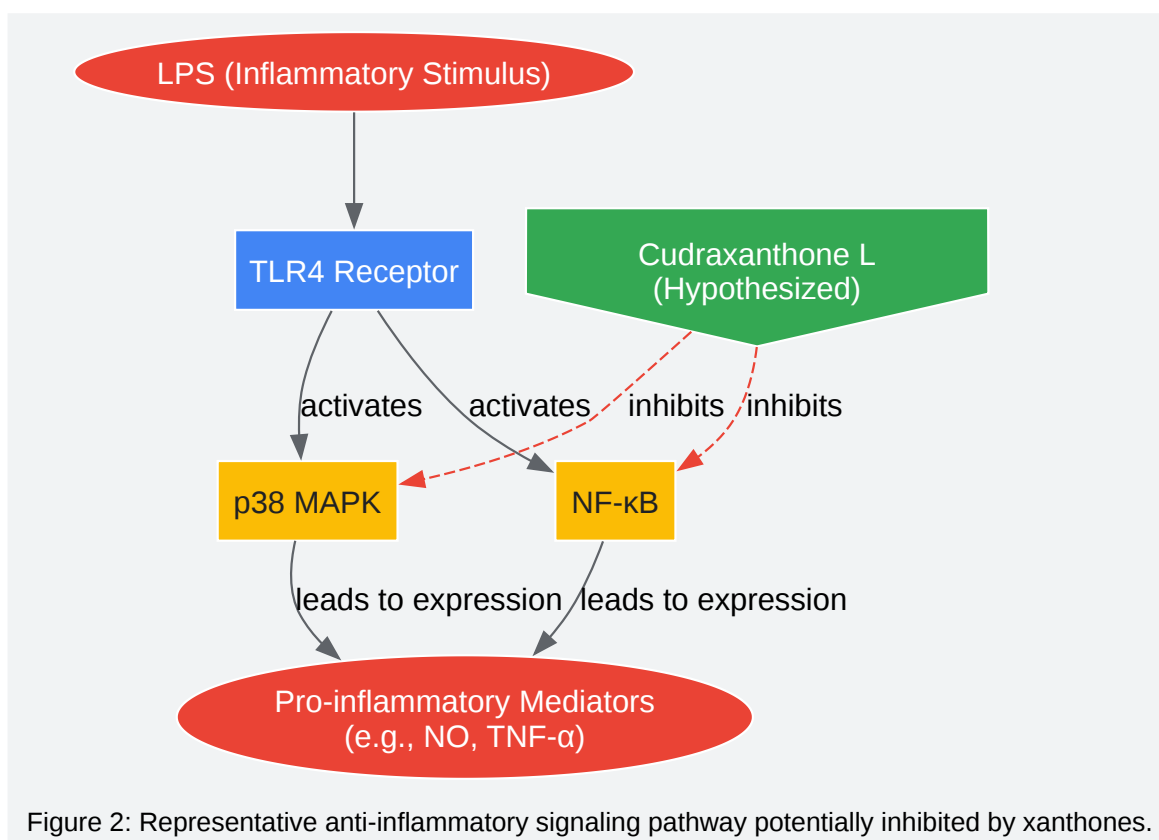 LPS (Inflammatory Stimulus)
TLR4 Receptor
Cudraxanthone L
(Hypothesized)
activates
activates
inhibits
inhibits
p38 MAPK
NF-κB
leads to expression
leads to expression
Pro-inflammatory Mediators
(e.g., NO, TNF-α)
Figure 2: Representative anti-inflammatory signaling pathway potentially inhibited by xanthones.